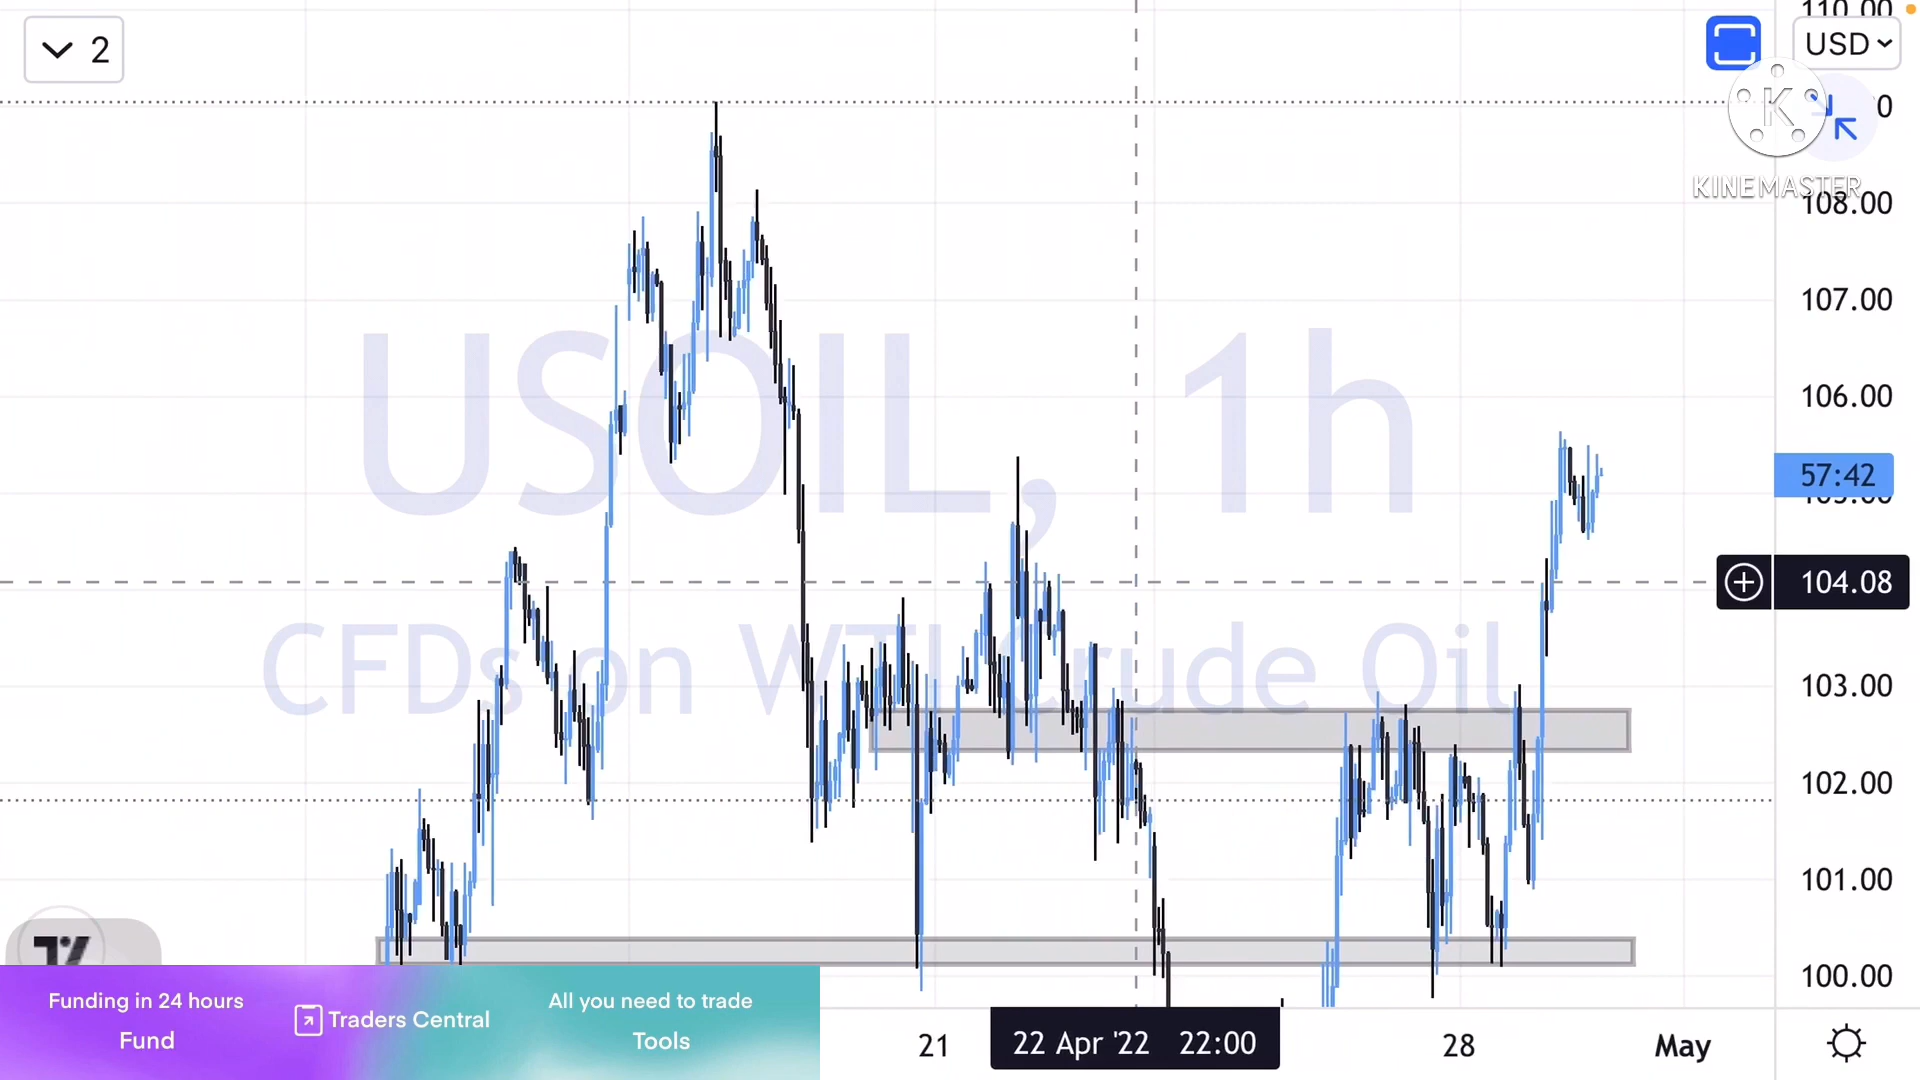 2
110.00
USD
KINEMASTER
108.00
107.00
USOIL, 1h
106.00
57:42
105.00
104.08
CFDs on WTI Crude Oil
103.00
102.00
101.00
100.00
Funding in 24 hours
Fund
Traders Central
All you need to trade
Tools
21
22 Apr '22 22:00
28
May